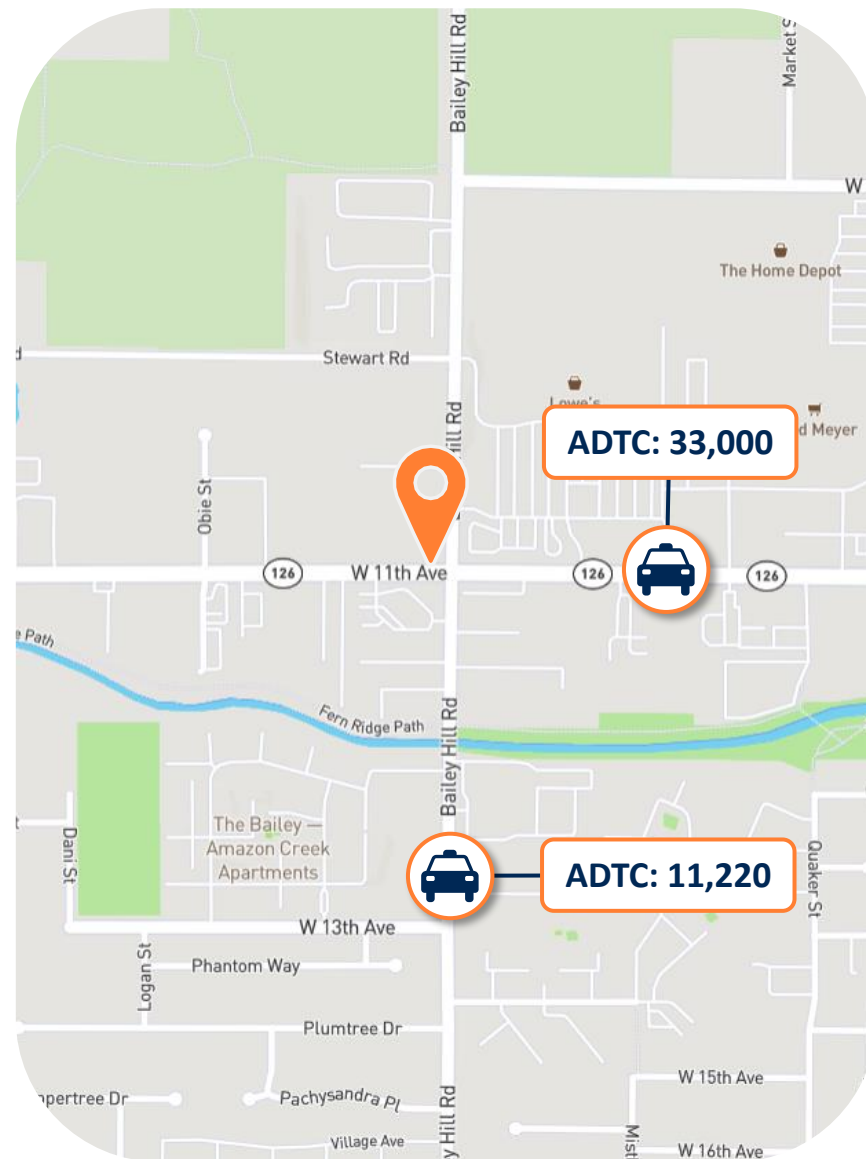 Bailey Hill Rd
Market S
W
The Home Depot
d
Stewart Rd
Lowe's
Hill Rd
ADTC: 33,000
d Meyer
Obie St
126
W 11th Ave
126
126
e Path
Fern Ridge Path
Bailey Hill Rd
The Bailey —
Amazon Creek
Apartments
t
Dani St
ADTC: 11,220
Quaker St
W 13th Ave
Logan St
Phantom Way
Plumtree Dr
W 15th Ave
ppertree Dr
Pachysandra Pl
y Hill Rd
Village Ave
Mist
W 16th Ave